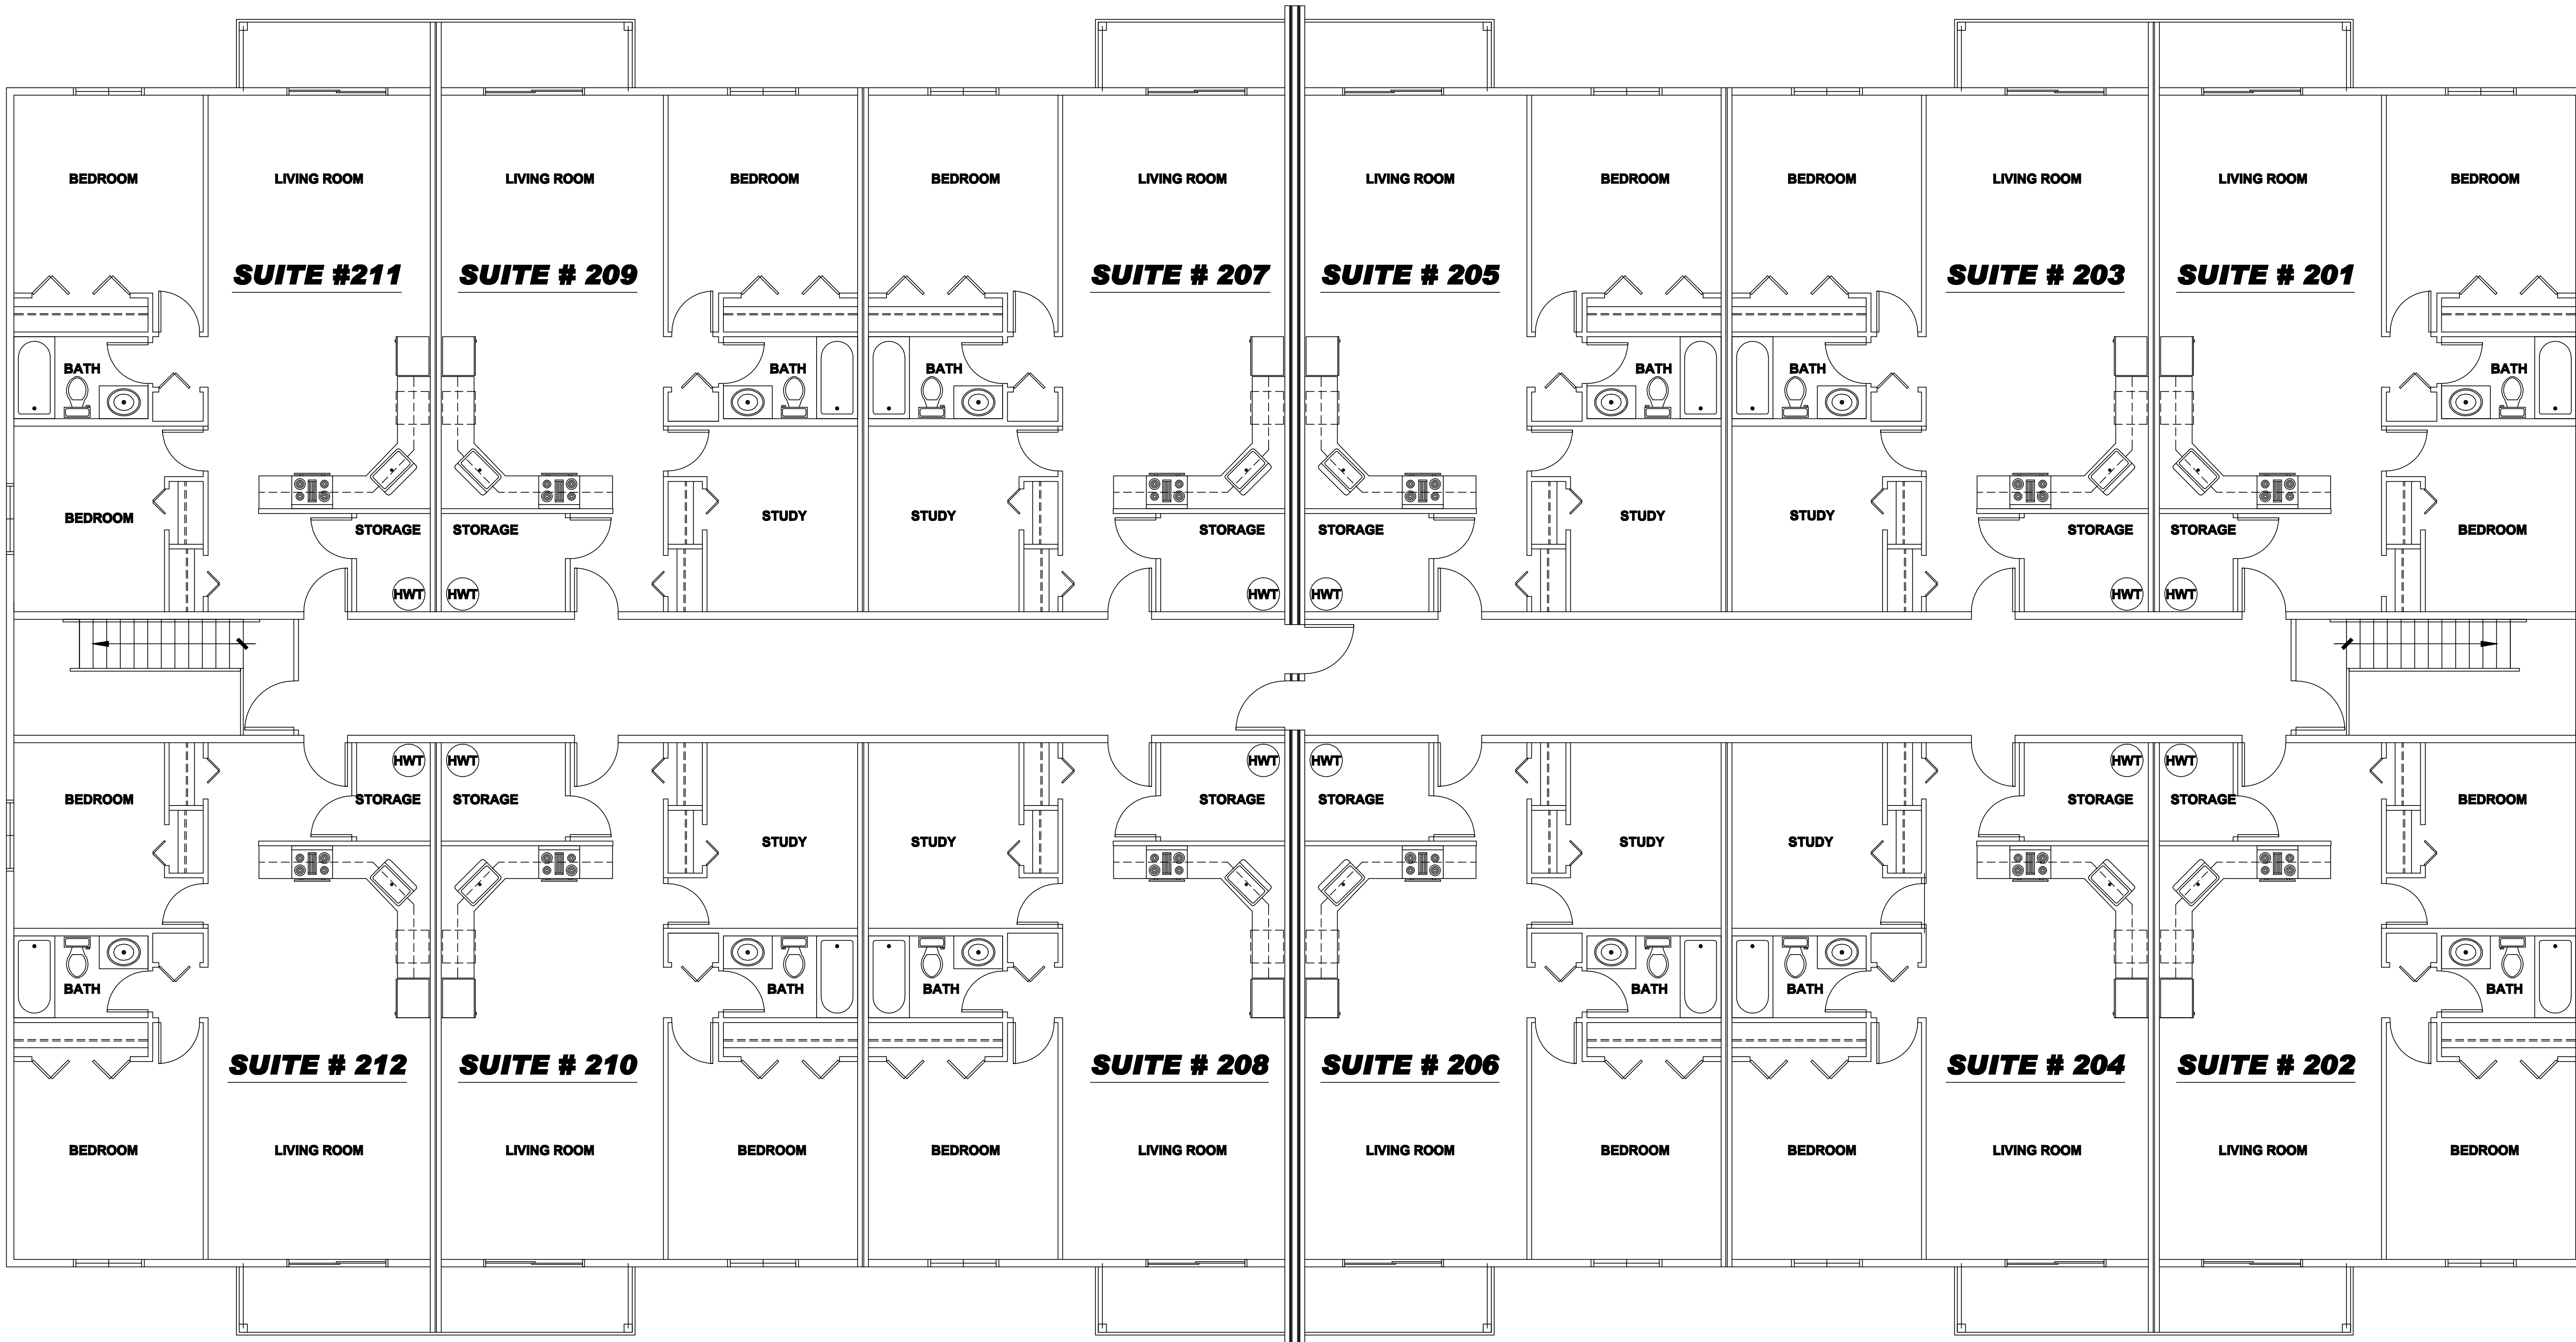 BEDROOM LIVING ROOM LIVING ROOM BEDROOM BEDROOM LIVING ROOM LIVING ROOM BEDROOM BEDROOM LIVING ROOM LIVING ROOM BEDROOM
SUITE #211 SUITE # 209 SUITE # 207 SUITE # 205 SUITE # 203 SUITE # 201
BATH BATH BATH BATH BATH BATH
BEDROOM STUDY STUDY STUDY STUDY
STORAGE STORAGE STORAGE STORAGE STORAGE STORAGE BEDROOM
HWT HWT HWT HWT HWT HWT
HWT HWT HWT HWT HWT HWT
BEDROOM STORAGE STORAGE STORAGE STORAGE STORAGE STORAGE BEDROOM
STUDY STUDY STUDY STUDY
BATH BATH BATH BATH BATH BATH
SUITE # 212 SUITE # 210 SUITE # 208 SUITE # 206 SUITE # 204 SUITE # 202
BEDROOM LIVING ROOM LIVING ROOM BEDROOM BEDROOM LIVING ROOM LIVING ROOM BEDROOM BEDROOM LIVING ROOM LIVING ROOM BEDROOM